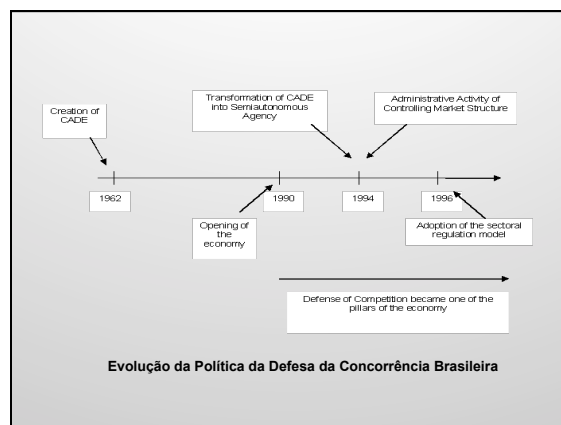 Transformation of CADE
into Semiautonomous
Agency
Administrative Activity of
Controlling Market Structure
Creation of
CADE
1962
1990
1994
1996
Opening of
the
economy
Adoption of the sectoral
regulation model
Defense of Competition became one of the
pillars of the economy
Evolução da Política da Defesa da Concorrência Brasileira